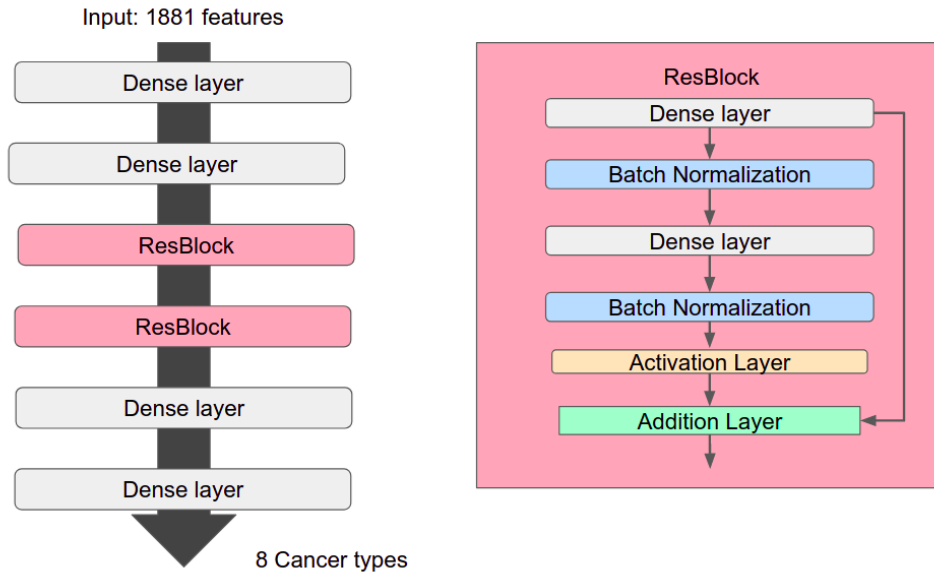 Input: 1881 features
Dense layer
Dense layer
ResBlock
ResBlock
Dense layer
Dense layer
8 Cancer types
ResBlock
Dense layer
Batch Normalization
Dense layer
Batch Normalization
Activation Layer
Addition Layer